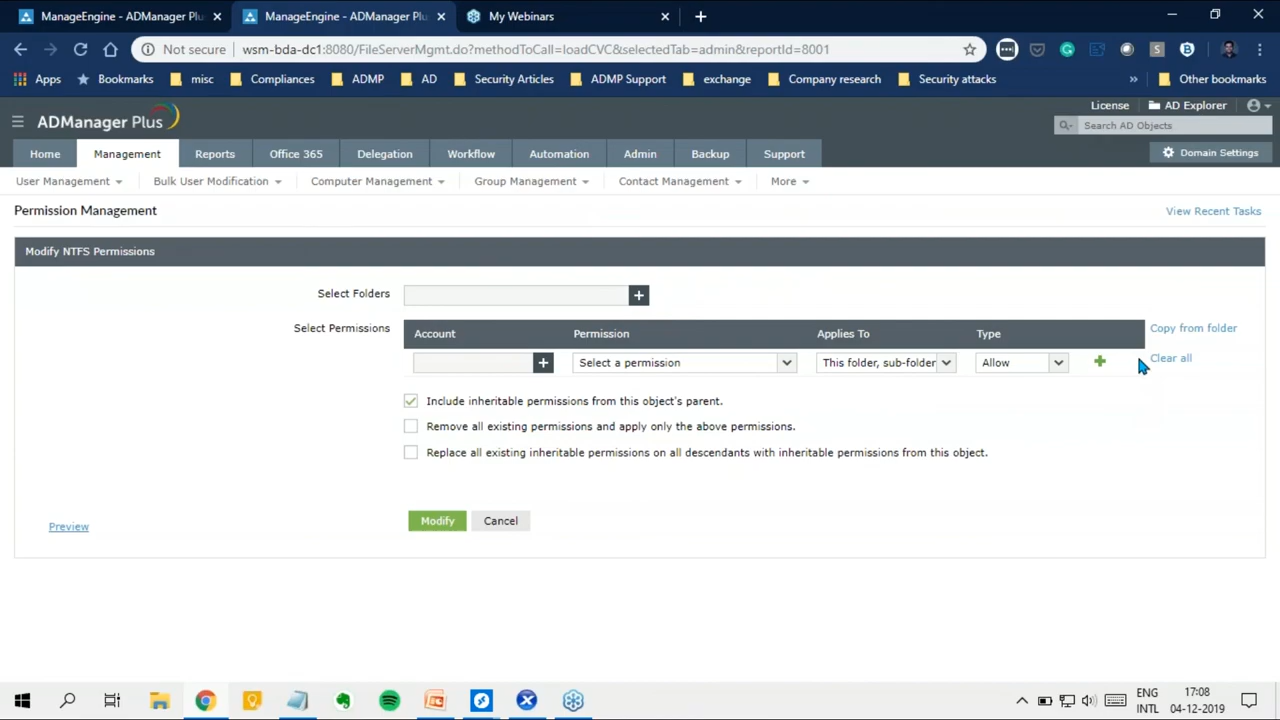 ManageEngine - ADManager Plu
ManageEngine - ADManager Plu
My Webinars
Not secure
wsm-bda-dc1:8080/FileServerMgmt.do?methodToCall=loadCVC&selectedTab=admin&reportId=8001
Apps
Bookmarks
misc
Compliances
ADMP
AD
Security Articles
ADMP Support
exchange
Company research
Security attacks
»
Other bookmarks
ADManager Plus
License
AD Explorer
Search AD Objects
Home
Management
Reports
Office 365
Delegation
Workflow
Automation
Admin
Backup
Support
Domain Settings
User Management
Bulk User Modification
Computer Management
Group Management
Contact Management
More
Permission Management
View Recent Tasks
Modify NTFS Permissions
Select Folders
Select Permissions
Account
Permission
Applies To
Type
Copy from folder
Select a permission
This folder, sub-folder
Allow
Clear all
Include inheritable permissions from this object's parent.
Remove all existing permissions and apply only the above permissions.
Replace all existing inheritable permissions on all descendants with inheritable permissions from this object.
Modify
Cancel
Preview
ENG
INTL
17:08
04-12-2019